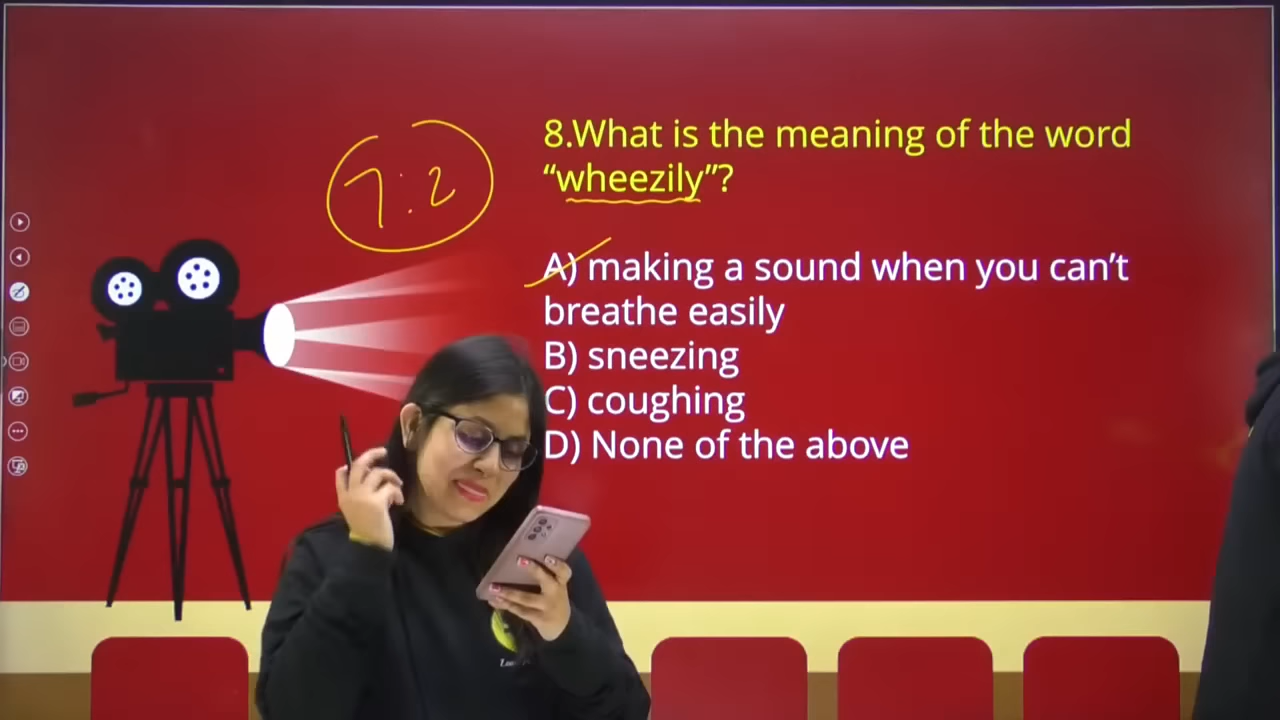 7:2
8.What is the meaning of the word
“wheezily”?
A) making a sound when you can’t
breathe easily
B) sneezing
C) coughing
D) None of the above